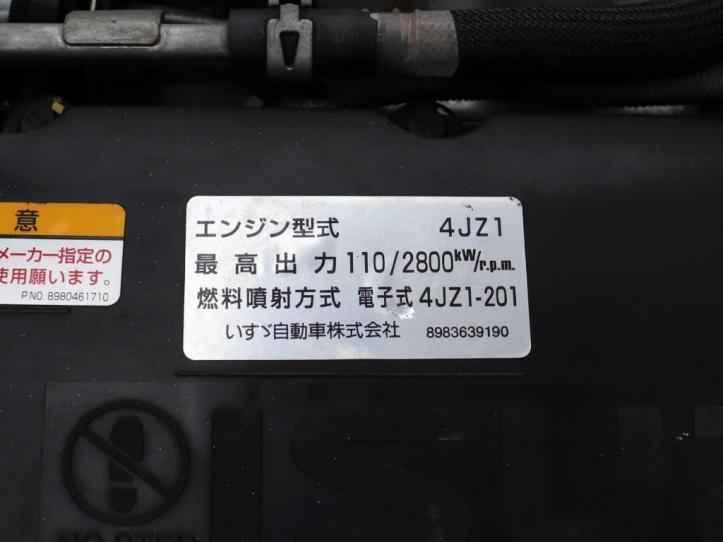 意
メーカー指定の
使用願います。
P.NO. 8980461710
エンジン型式 4JZ1
最高出力 110/2800kW/r.p.m.
燃料噴射方式 電子式 4JZ1-201
いすゞ自動車株式会社 8983639190